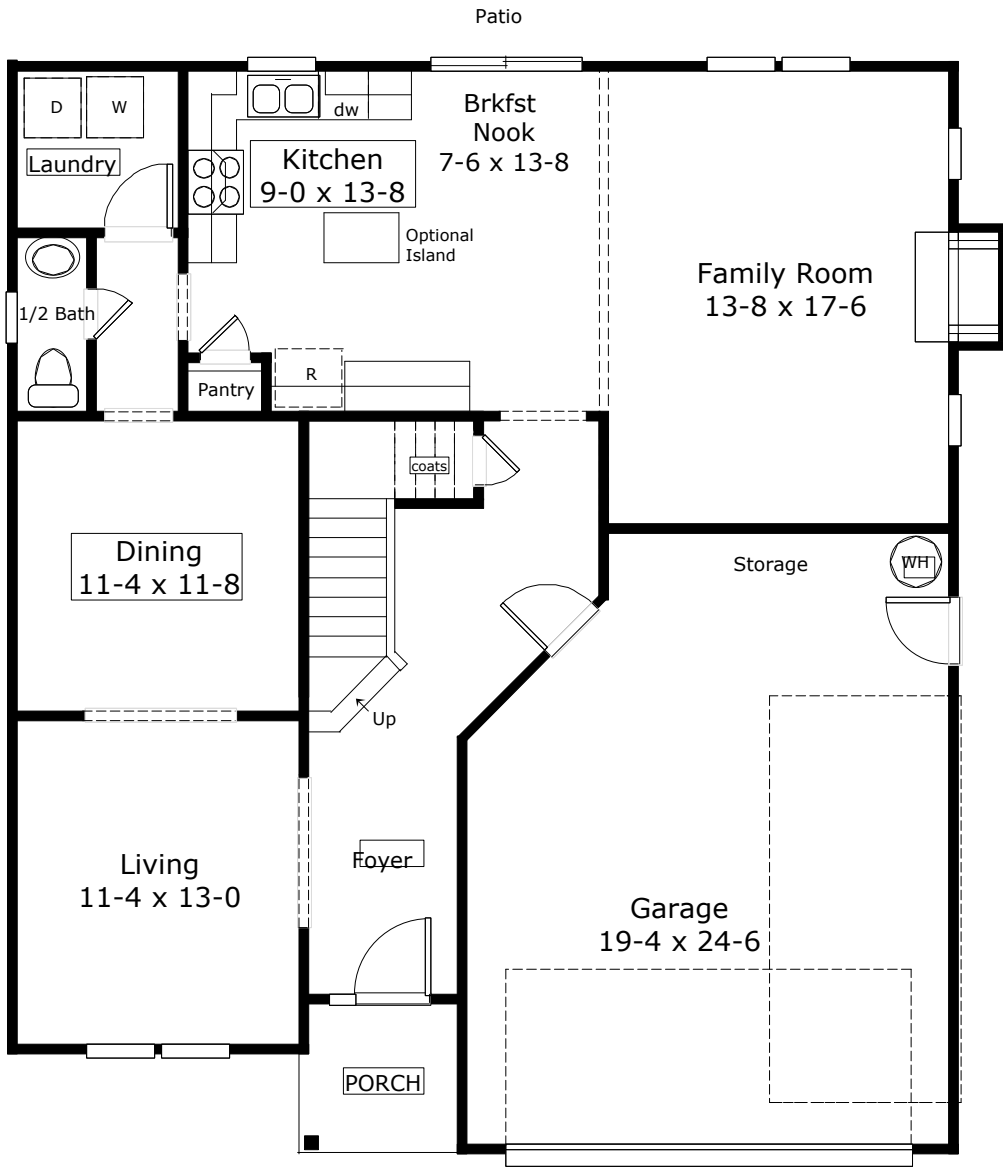 Patio
D
W
Laundry
dw
Kitchen
9-0 x 13-8
Brkfst
Nook
7-6 x 13-8
Optional
Island
Family Room
13-8 x 17-6
1/2 Bath
Pantry
R
coats
Dining
11-4 x 11-8
Storage
WH
Up
Living
11-4 x 13-0
Foyer
Garage
19-4 x 24-6
PORCH